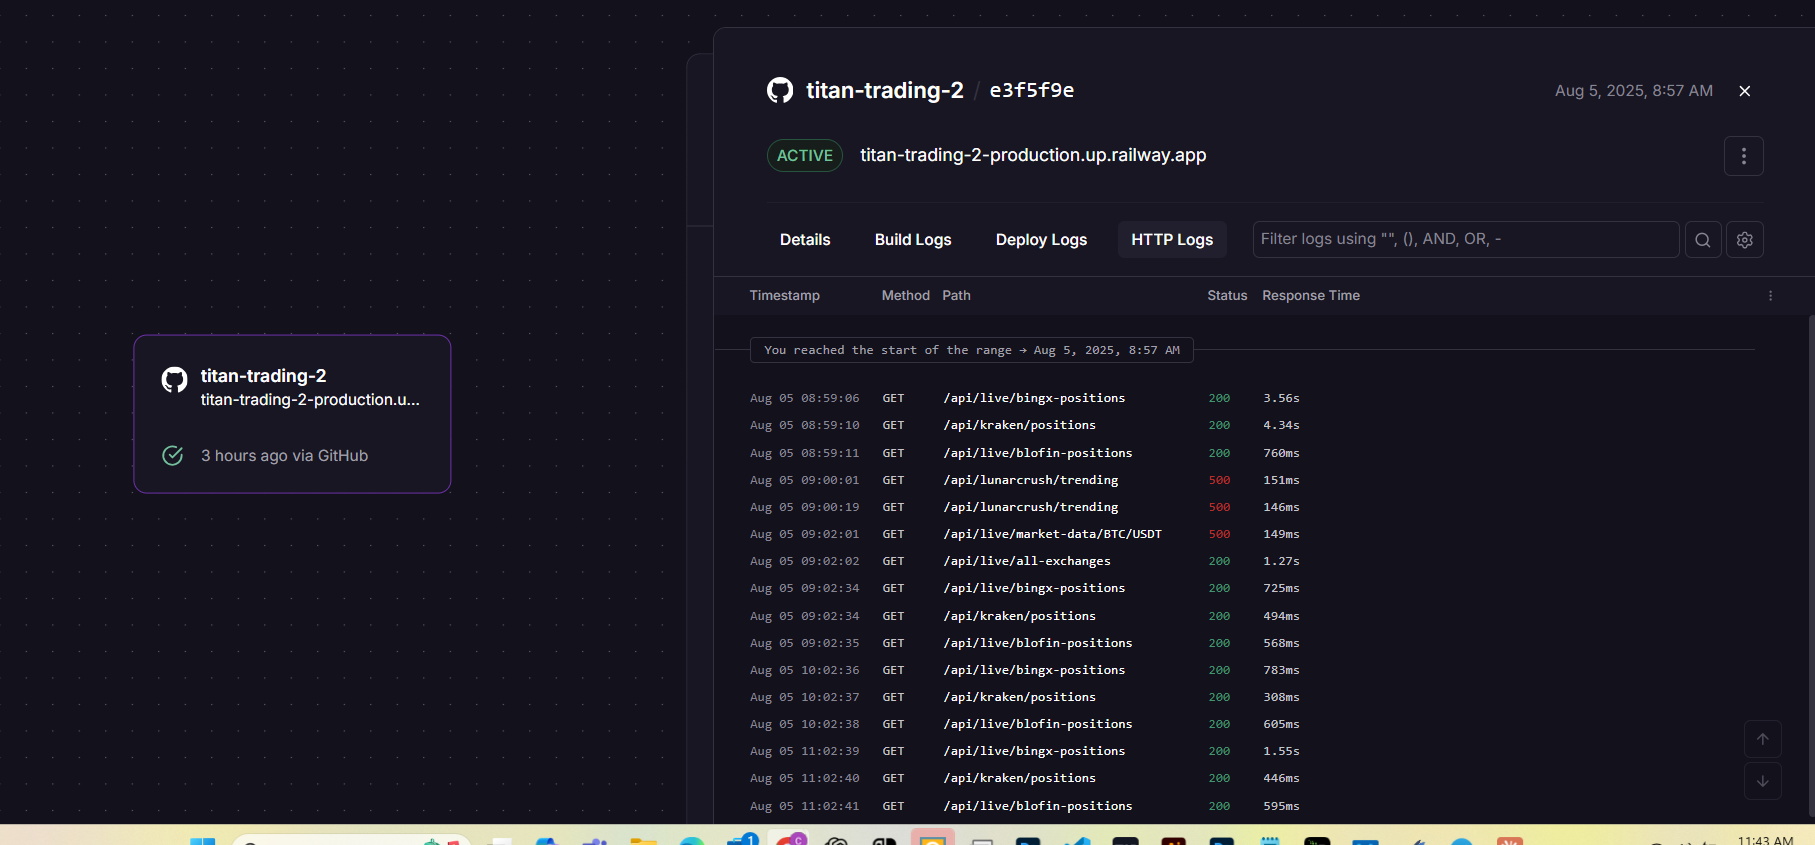 titan-trading-2 / e3f5f9e
Aug 5, 2025, 8:57 AM
ACTIVE titan-trading-2-production.up.railway.app
Details Build Logs Deploy Logs HTTP Logs Filter logs using "", (), AND, OR, -
Timestamp Method Path Status Response Time
You reached the start of the range → Aug 5, 2025, 8:57 AM
Aug 05 08:59:06 GET /api/live/bingx-positions 200 3.56s
Aug 05 08:59:10 GET /api/kraken/positions 200 4.34s
Aug 05 08:59:11 GET /api/live/blofin-positions 200 760ms
Aug 05 09:00:01 GET /api/lunarcrush/trending 500 151ms
Aug 05 09:00:19 GET /api/lunarcrush/trending 500 146ms
Aug 05 09:02:01 GET /api/live/market-data/BTC/USDT 500 149ms
Aug 05 09:02:02 GET /api/live/all-exchanges 200 1.27s
Aug 05 09:02:34 GET /api/live/bingx-positions 200 725ms
Aug 05 09:02:34 GET /api/kraken/positions 200 494ms
Aug 05 09:02:35 GET /api/live/blofin-positions 200 568ms
Aug 05 10:02:36 GET /api/live/bingx-positions 200 783ms
Aug 05 10:02:37 GET /api/kraken/positions 200 308ms
Aug 05 10:02:38 GET /api/live/blofin-positions 200 605ms
Aug 05 11:02:39 GET /api/live/bingx-positions 200 1.55s
Aug 05 11:02:40 GET /api/kraken/positions 200 446ms
Aug 05 11:02:41 GET /api/live/blofin-positions 200 595ms
titan-trading-2
titan-trading-2-production.u...
3 hours ago via GitHub
1
C
11:43 AM